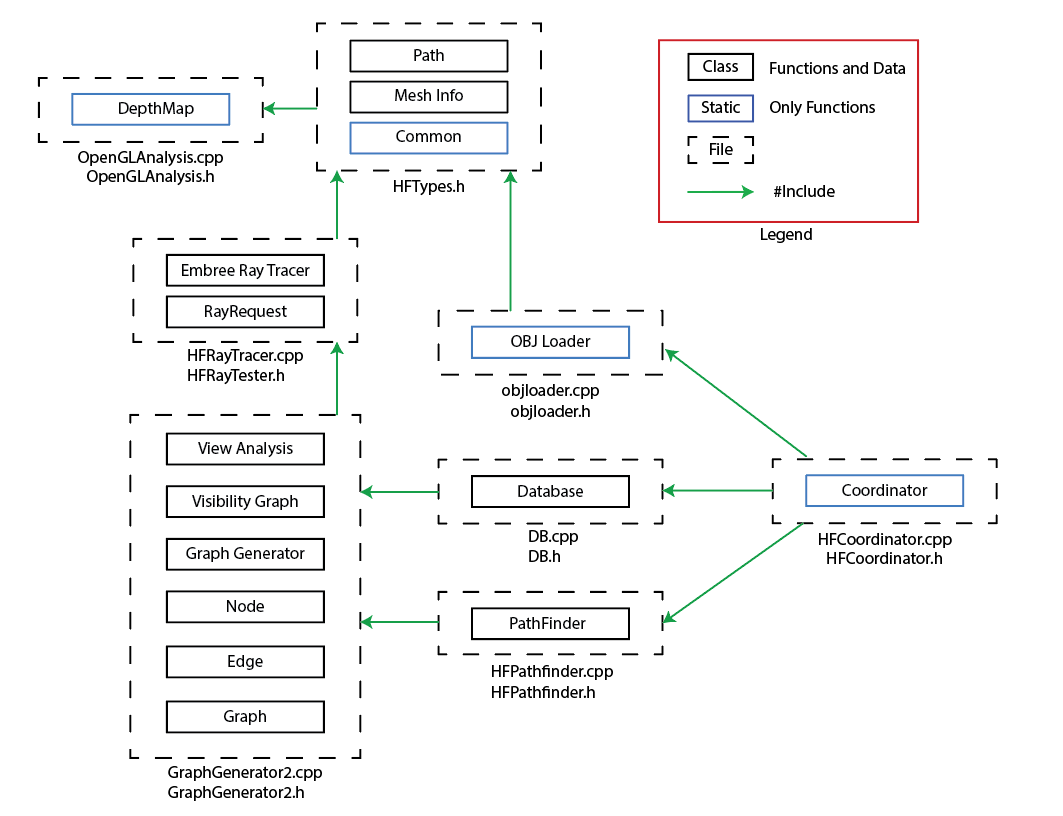 Path
Mesh Info
Common
HFTypes.h
DepthMap
OpenGLAnalysis.cpp
OpenGLAnalysis.h
Class
Functions and Data
Static
Only Functions
File
#Include
Legend
Embree Ray Tracer
RayRequest
HFRayTracer.cpp
HFRayTester.h
OBJ Loader
objloader.cpp
objloader.h
View Analysis
Visibility Graph
Graph Generator
Node
Edge
Graph
GraphGenerator2.cpp
GraphGenerator2.h
Database
DB.cpp
DB.h
Coordinator
HFCoordinator.cpp
HFCoordinator.h
PathFinder
HFPathfinder.cpp
HFPathfinder.h